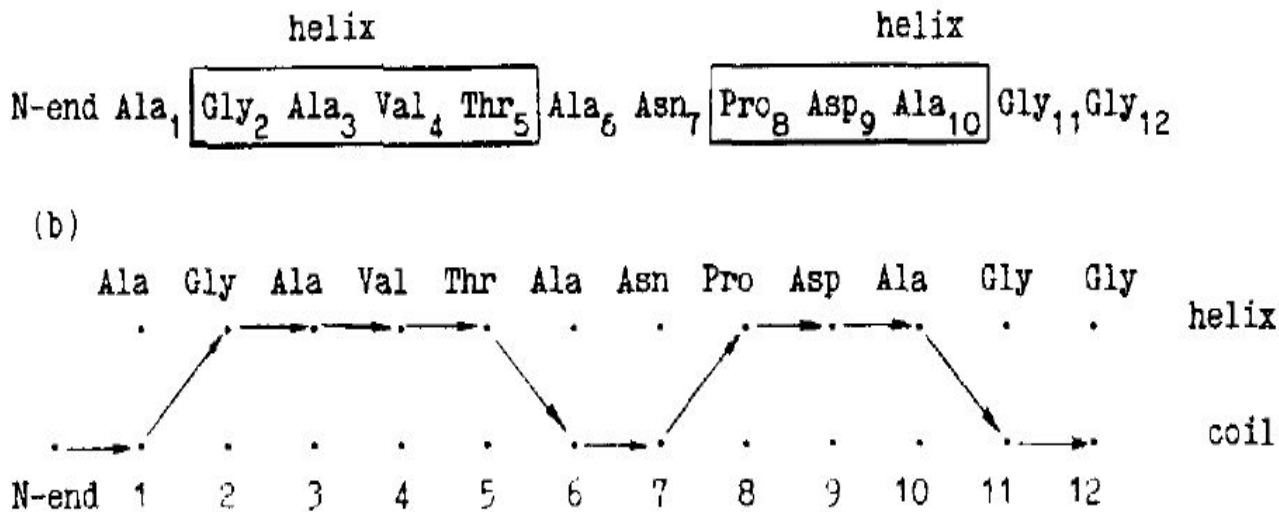 helix helix
N-end Ala1 Gly2 Ala3 Val4 Thr5 Ala6 Asn7 Pro8 Asp9 Ala10 Gly11 Gly12
(b)
Ala Gly Ala Val Thr Ala Asn Pro Asp Ala Gly Gly
helix
coil
N-end 1 2 3 4 5 6 7 8 9 10 11 12